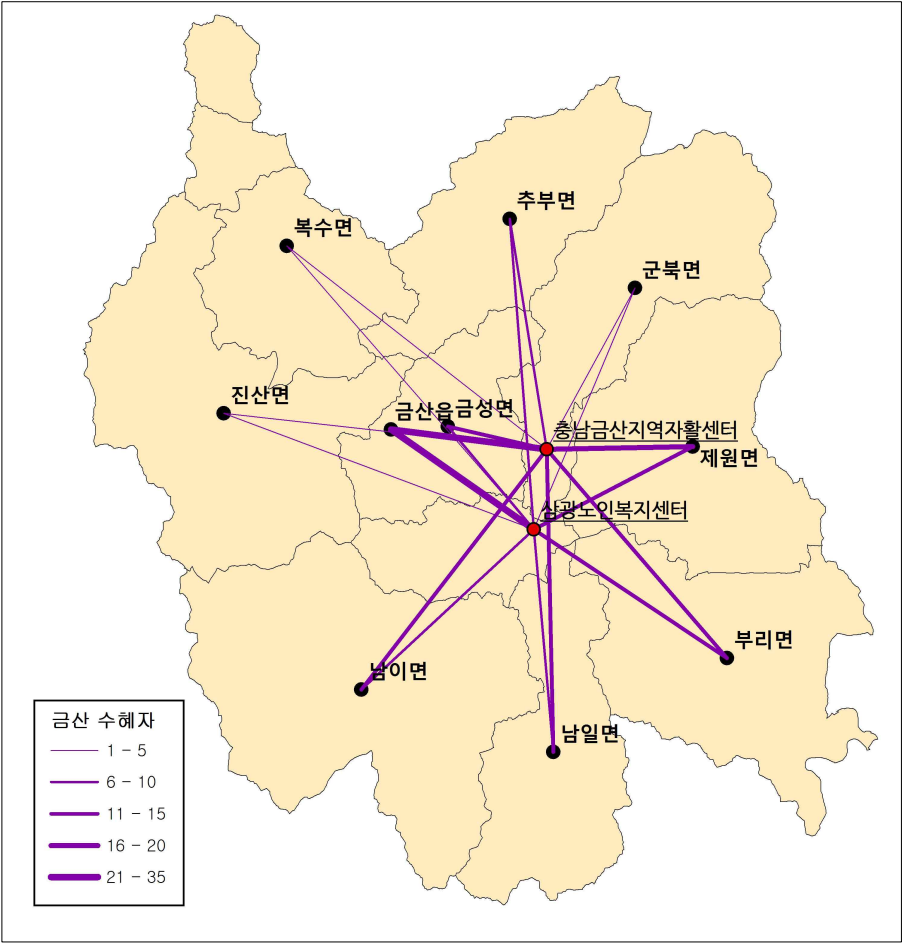 추부면
복수면
군북면
진산면
금산읍
금성면
충남금산지역자활센터
제원면
삼광노인복지센터
부리면
남이면
남일면
금산 수혜자
1 - 5
6 - 10
11 - 15
16 - 20
21 - 35